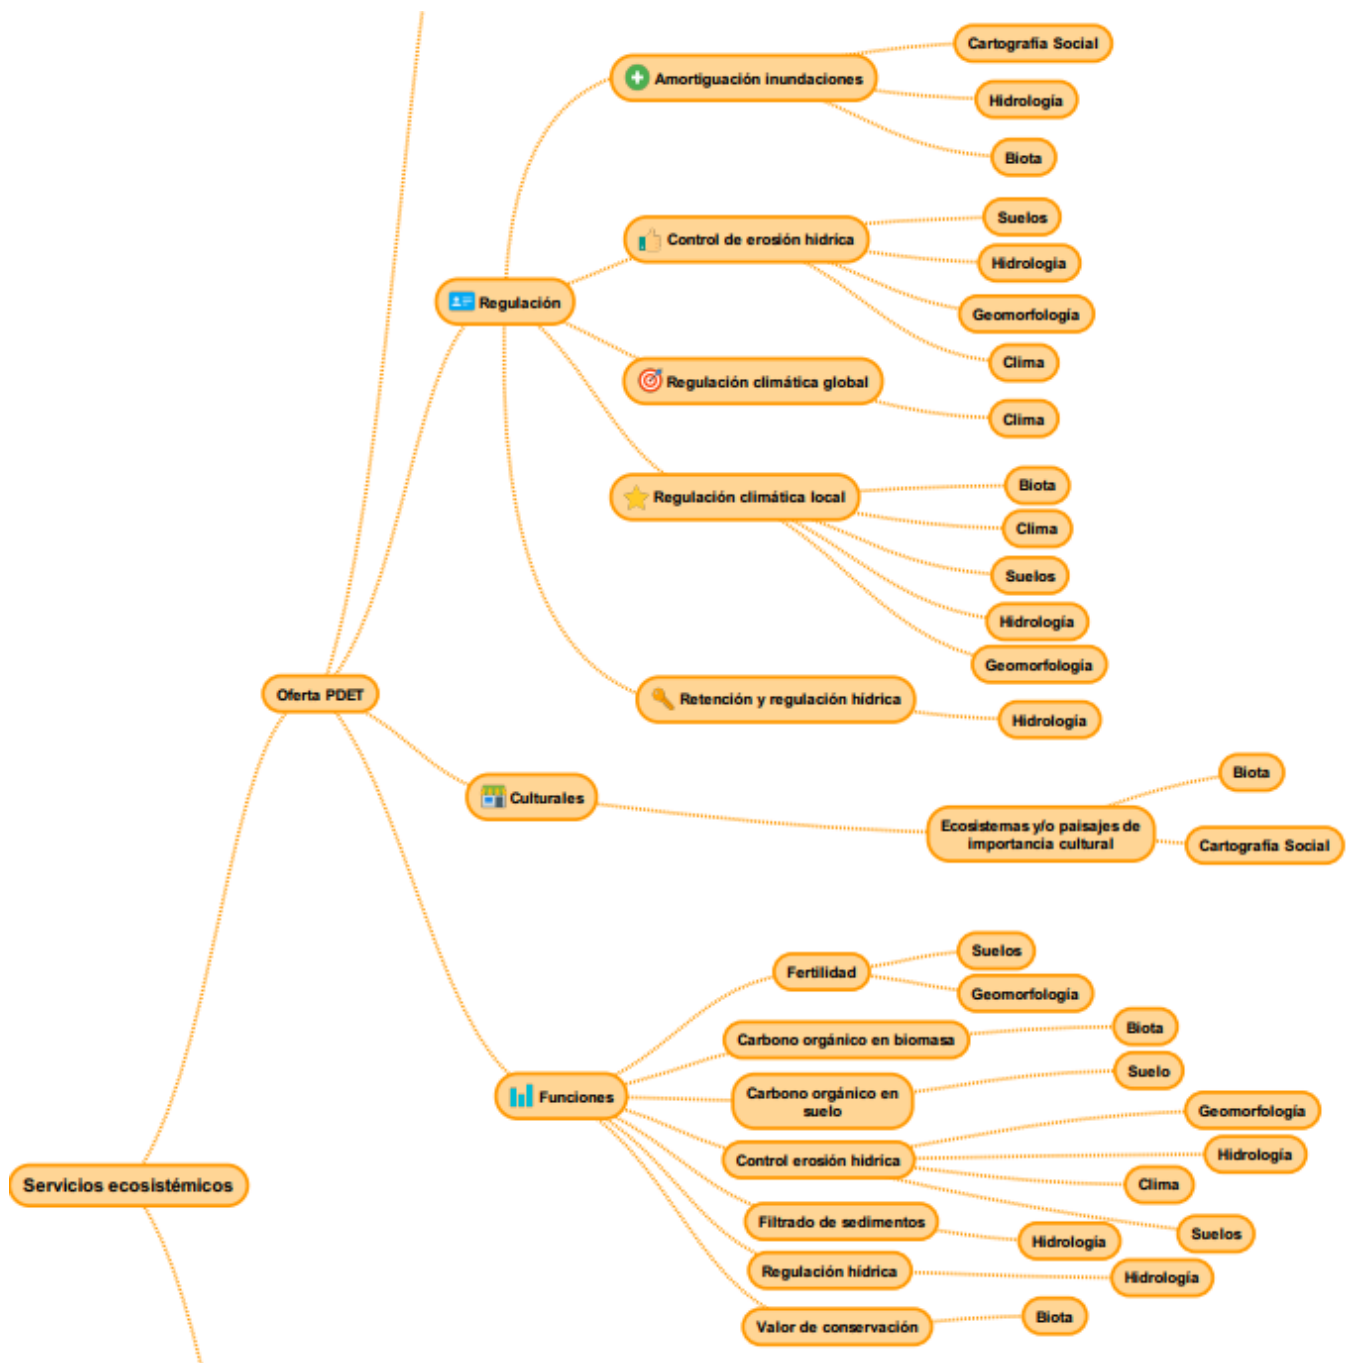 Cartografía Social
Amortiguación inundaciones
Hidrología
Biota
Suelos
Control de erosión hídrica
Hidrología
Regulación
Geomorfología
Clima
Regulación climática global
Clima
Biota
Regulación climática local
Clima
Suelos
Hidrología
Geomorfología
Oferta PDET
Retención y regulación hídrica
Hidrología
Biota
Culturales
Ecosistemas y/o paisajes de
importancia cultural
Cartografía Social
Suelos
Fertilidad
Geomorfología
Carbono orgánico en biomasa
Biota
Suelo
Funciones
Carbono orgánico en
suelo
Geomorfología
Control erosión hídrica
Hidrología
Clima
Servicios ecosistémicos
Filtrado de sedimentos
Suelos
Hidrología
Regulación hídrica
Hidrología
Valor de conservación
Biota